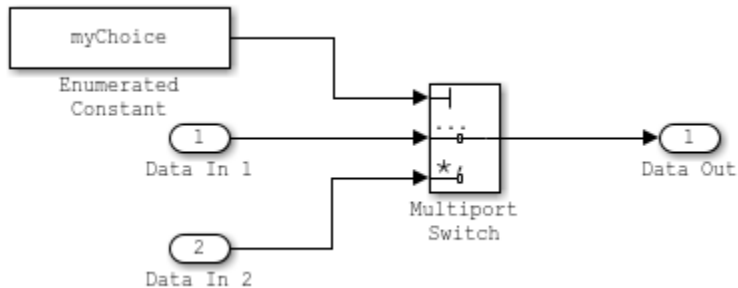 myChoice
Enumerated
Constant
1
Data In 1
...
*,
Multiport
Switch
1
Data Out
2
Data In 2